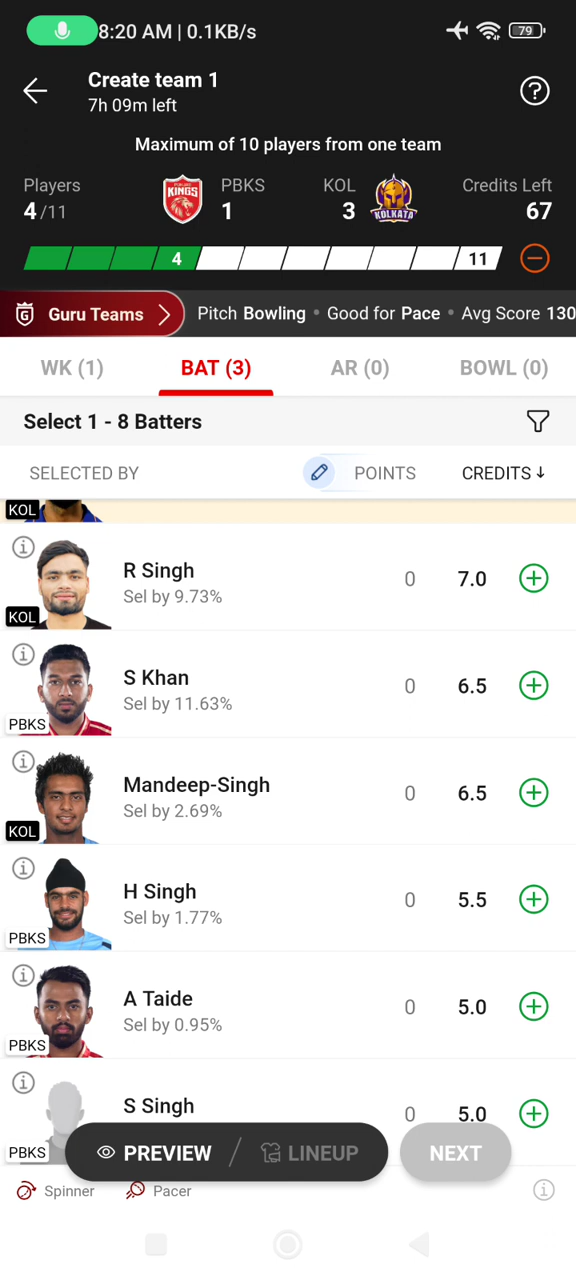 8:20 AM | 0.1KB/s
79
Create team 1
7h 09m left
?
Maximum of 10 players from one team
Players
4/11
KINGS
PBKS
1
KOL
3
KOLKATA
Credits Left
67
4
11
G
Guru Teams
Pitch Bowling • Good for Pace • Avg Score 130
WK (1)
BAT (3)
AR (0)
BOWL (0)
Select 1 - 8 Batters
SELECTED BY
POINTS
CREDITS↓
KOL
R Singh
Sel by 9.73%
0
7.0
KOL
S Khan
Sel by 11.63%
0
6.5
PBKS
Mandeep-Singh
Sel by 2.69%
0
6.5
KOL
H Singh
Sel by 1.77%
0
5.5
PBKS
A Taide
Sel by 0.95%
0
5.0
PBKS
S Singh
0
5.0
PBKS
PREVIEW / LINEUP
NEXT
Spinner
Pacer